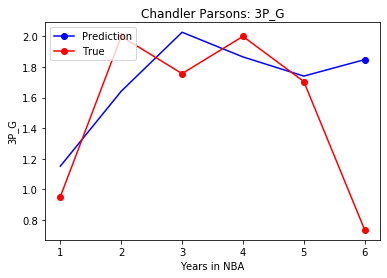 Chandler Parsons: 3P_G
Prediction
True
2.0
1.8
1.6
1.4
1.2
1.0
0.8
3P_G
1 2 3 4 5 6
Years in NBA